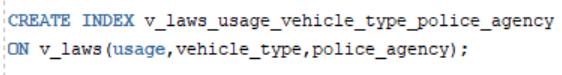 CREATE INDEX v_laws_usage_vehicle_type_police_agency
ON v_laws(usage,vehicle_type,police_agency);